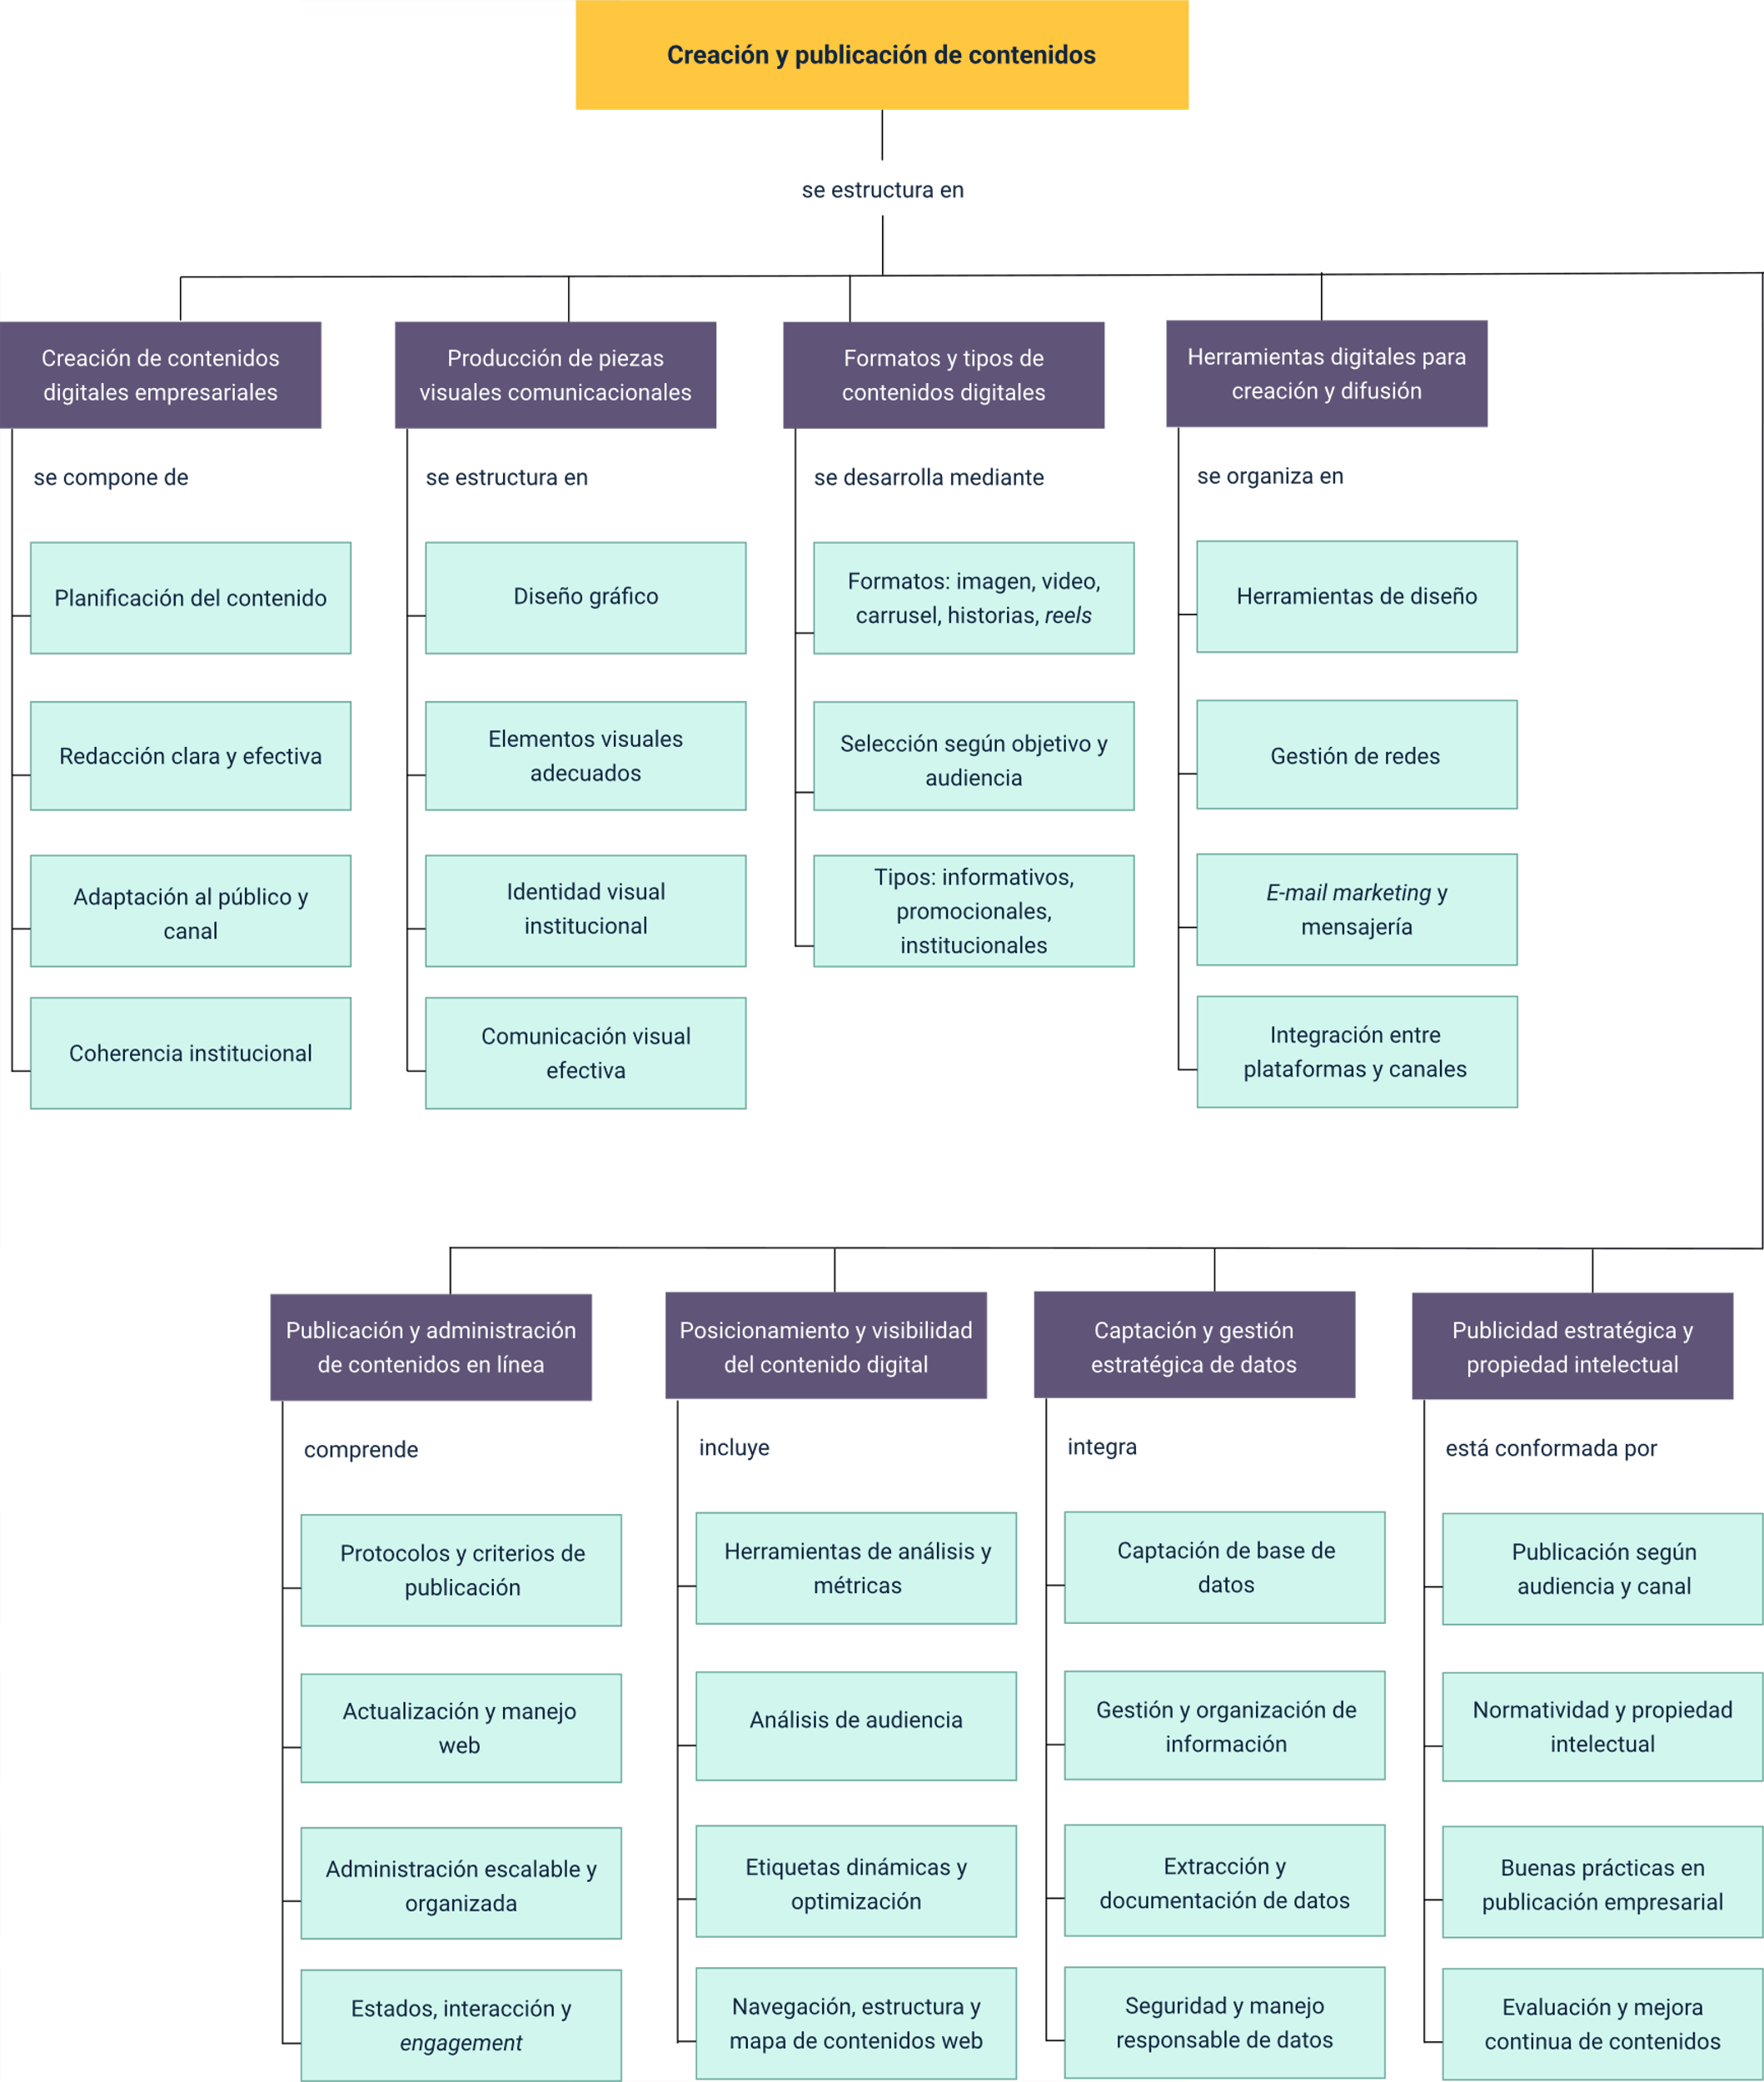 Creación y publicación de contenidos
se estructura en
Creación de contenidos
digitales empresariales
se compone de
Planificación del contenido
Redacción clara y efectiva
Adaptación al público y
canal
Coherencia institucional
Producción de piezas
visuales comunicacionales
se estructura en
Diseño gráfico
Elementos visuales
adecuados
Identidad visual
institucional
Comunicación visual
efectiva
Formatos y tipos de
contenidos digitales
se desarrolla mediante
Formatos: imagen, video,
carrusel, historias, reels
Selección según objetivo y
audiencia
Tipos: informativos,
promocionales,
institucionales
Herramientas digitales para
creación y difusión
se organiza en
Herramientas de diseño
Gestión de redes
E-mail marketing y
mensajería
Integración entre
plataformas y canales
Publicación y administración
de contenidos en línea
comprende
Protocolos y criterios de
publicación
Actualización y manejo
web
Administración escalable y
organizada
Estados, interacción y
engagement
Posicionamiento y visibilidad
del contenido digital
incluye
Herramientas de análisis y
métricas
Análisis de audiencia
Etiquetas dinámicas y
optimización
Navegación, estructura y
mapa de contenidos web
Captación y gestión
estratégica de datos
integra
Captación de base de
datos
Gestión y organización de
información
Extracción y
documentación de datos
Seguridad y manejo
responsable de datos
Publicidad estratégica y
propiedad intelectual
está conformada por
Publicación según
audiencia y canal
Normatividad y propiedad
intelectual
Buenas prácticas en
publicación empresarial
Evaluación y mejora
continua de contenidos